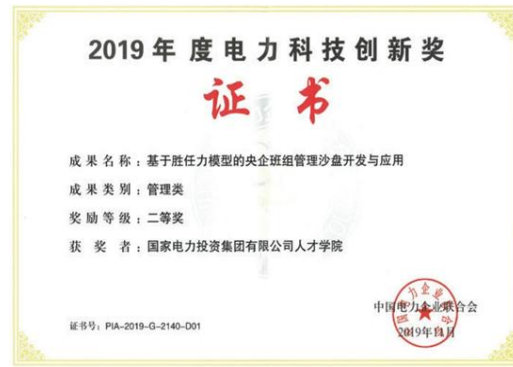 2019年度电力科技创新奖
证书
成果名称：基于胜任力模型的央企班组管理沙盘开发与应用
成果类别：管理类
奖励等级：二等奖
获奖者：国家电力投资集团有限公司人才学院
中国电力企业联合会
2019年11月
证书号：PIA-2019-G-2140-D01